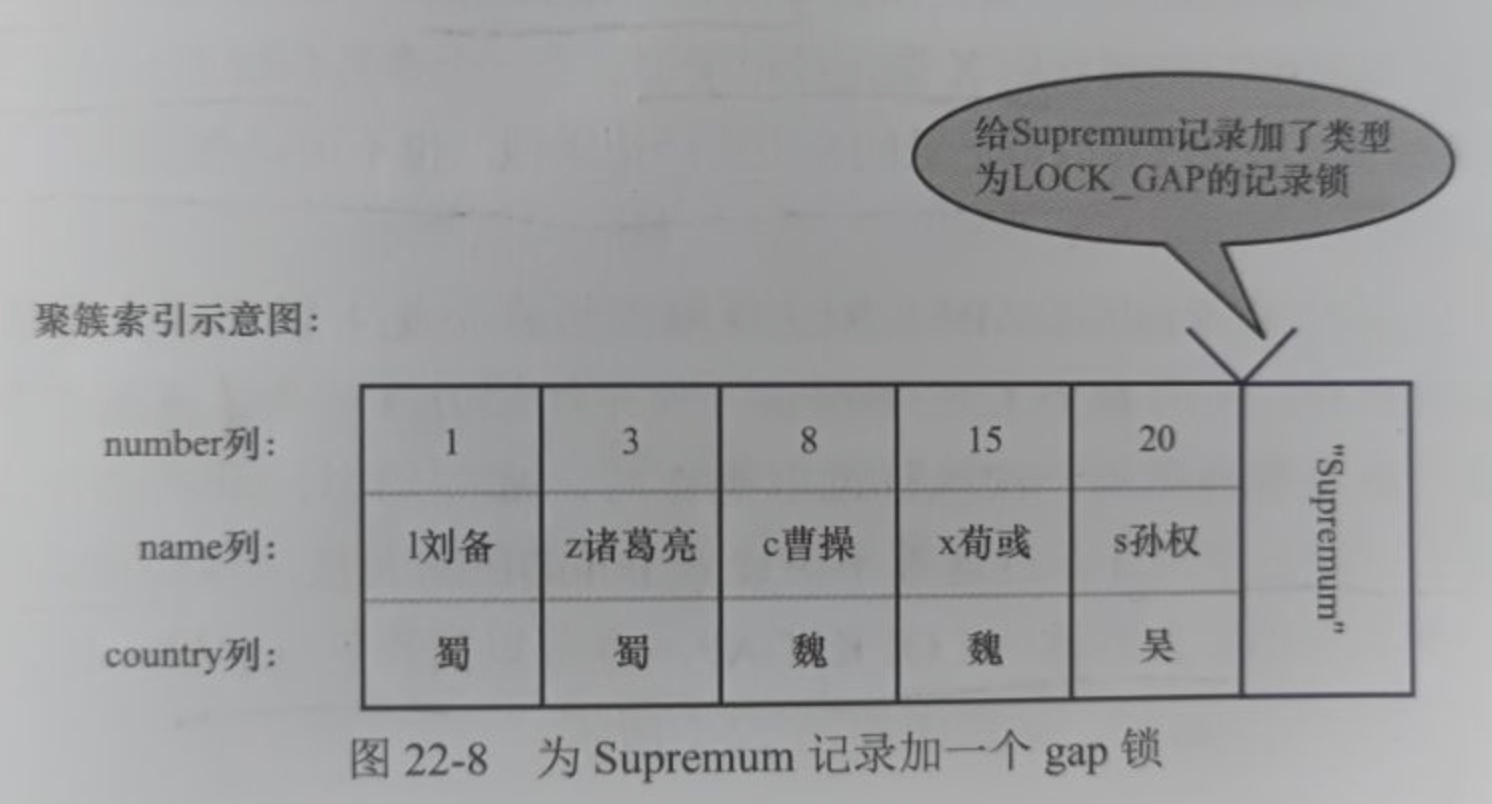 给Supremum记录加了类型
为LOCK_GAP的记录锁
聚簇索引示意图：
number列： 1 3 8 15 20 "Supremum"
name列： l刘备 z诸葛亮 c曹操 x荀彧 s孙权
country列： 蜀 蜀 魏 魏 吴
图 22-8 为 Supremum 记录加一个 gap 锁